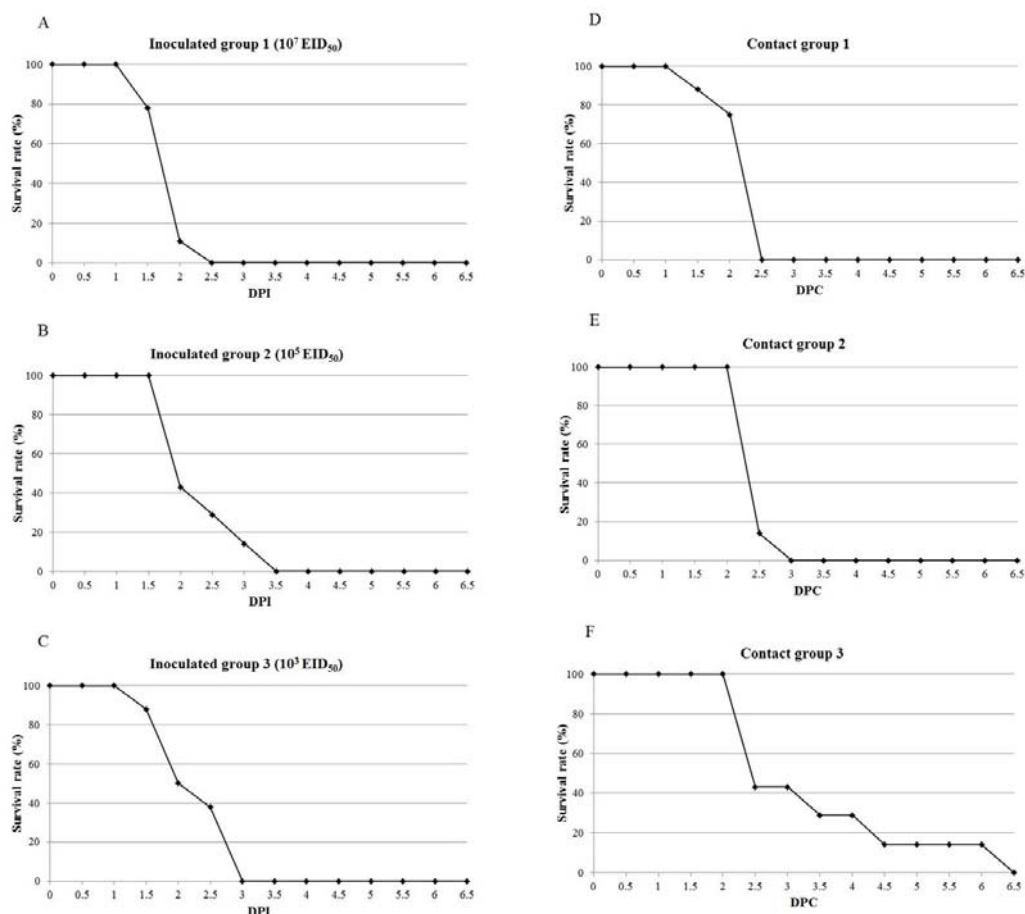 A
Inoculated group 1 (10⁷ EID₅₀)
Survival rate (%)
100
80
60
40
20
0
0 0.5 1 1.5 2 2.5 3 3.5 4 4.5 5 5.5 6 6.5
DPI
B
Inoculated group 2 (10⁵ EID₅₀)
Survival rate (%)
100
80
60
40
20
0
0 0.5 1 1.5 2 2.5 3 3.5 4 4.5 5 5.5 6 6.5
DPI
C
Inoculated group 3 (10³ EID₅₀)
Survival rate (%)
100
80
60
40
20
0
0 0.5 1 1.5 2 2.5 3 3.5 4 4.5 5 5.5 6 6.5
DPI
D
Contact group 1
Survival rate (%)
100
80
60
40
20
0
0 0.5 1 1.5 2 2.5 3 3.5 4 4.5 5 5.5 6 6.5
DPC
E
Contact group 2
Survival rate (%)
100
80
60
40
20
0
0 0.5 1 1.5 2 2.5 3 3.5 4 4.5 5 5.5 6 6.5
DPC
F
Contact group 3
Survival rate (%)
100
80
60
40
20
0
0 0.5 1 1.5 2 2.5 3 3.5 4 4.5 5 5.5 6 6.5
DPC